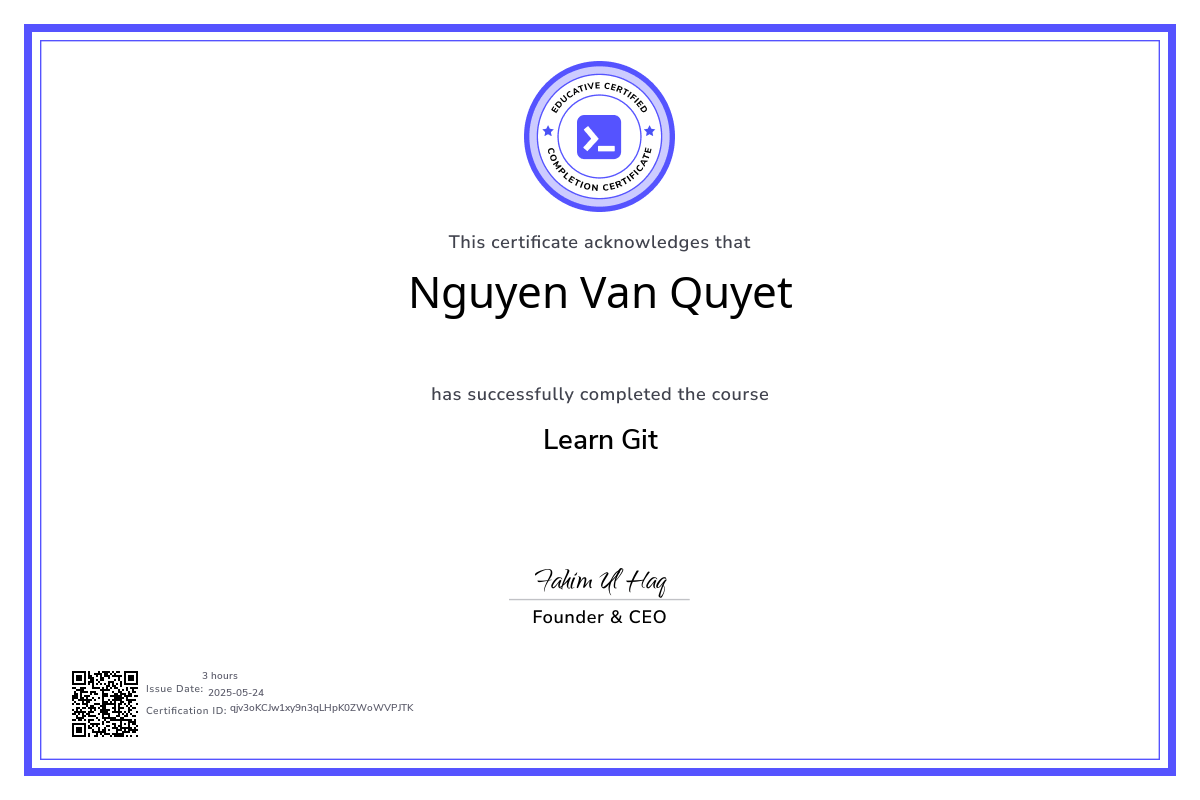 EDUCATIVE CERTIFIED
COMPLETION CERTIFICATE
This certificate acknowledges that
Nguyen Van Quyet
has successfully completed the course
Learn Git
Fahim Ul Haq
Founder & CEO
3 hours
Issue Date: 2025-05-24
Certification ID: qjv3oKCJw1xy9n3qLHpK0ZWoWVPJTK